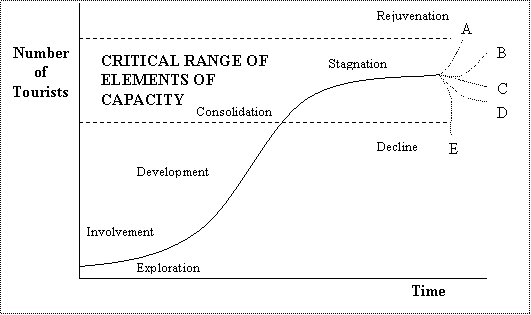 Rejuvenation
A
B
Number
of
Tourists
CRITICAL RANGE OF
ELEMENTS OF
CAPACITY
Stagnation
C
D
Consolidation
Decline
E
Development
Involvement
Exploration
Time